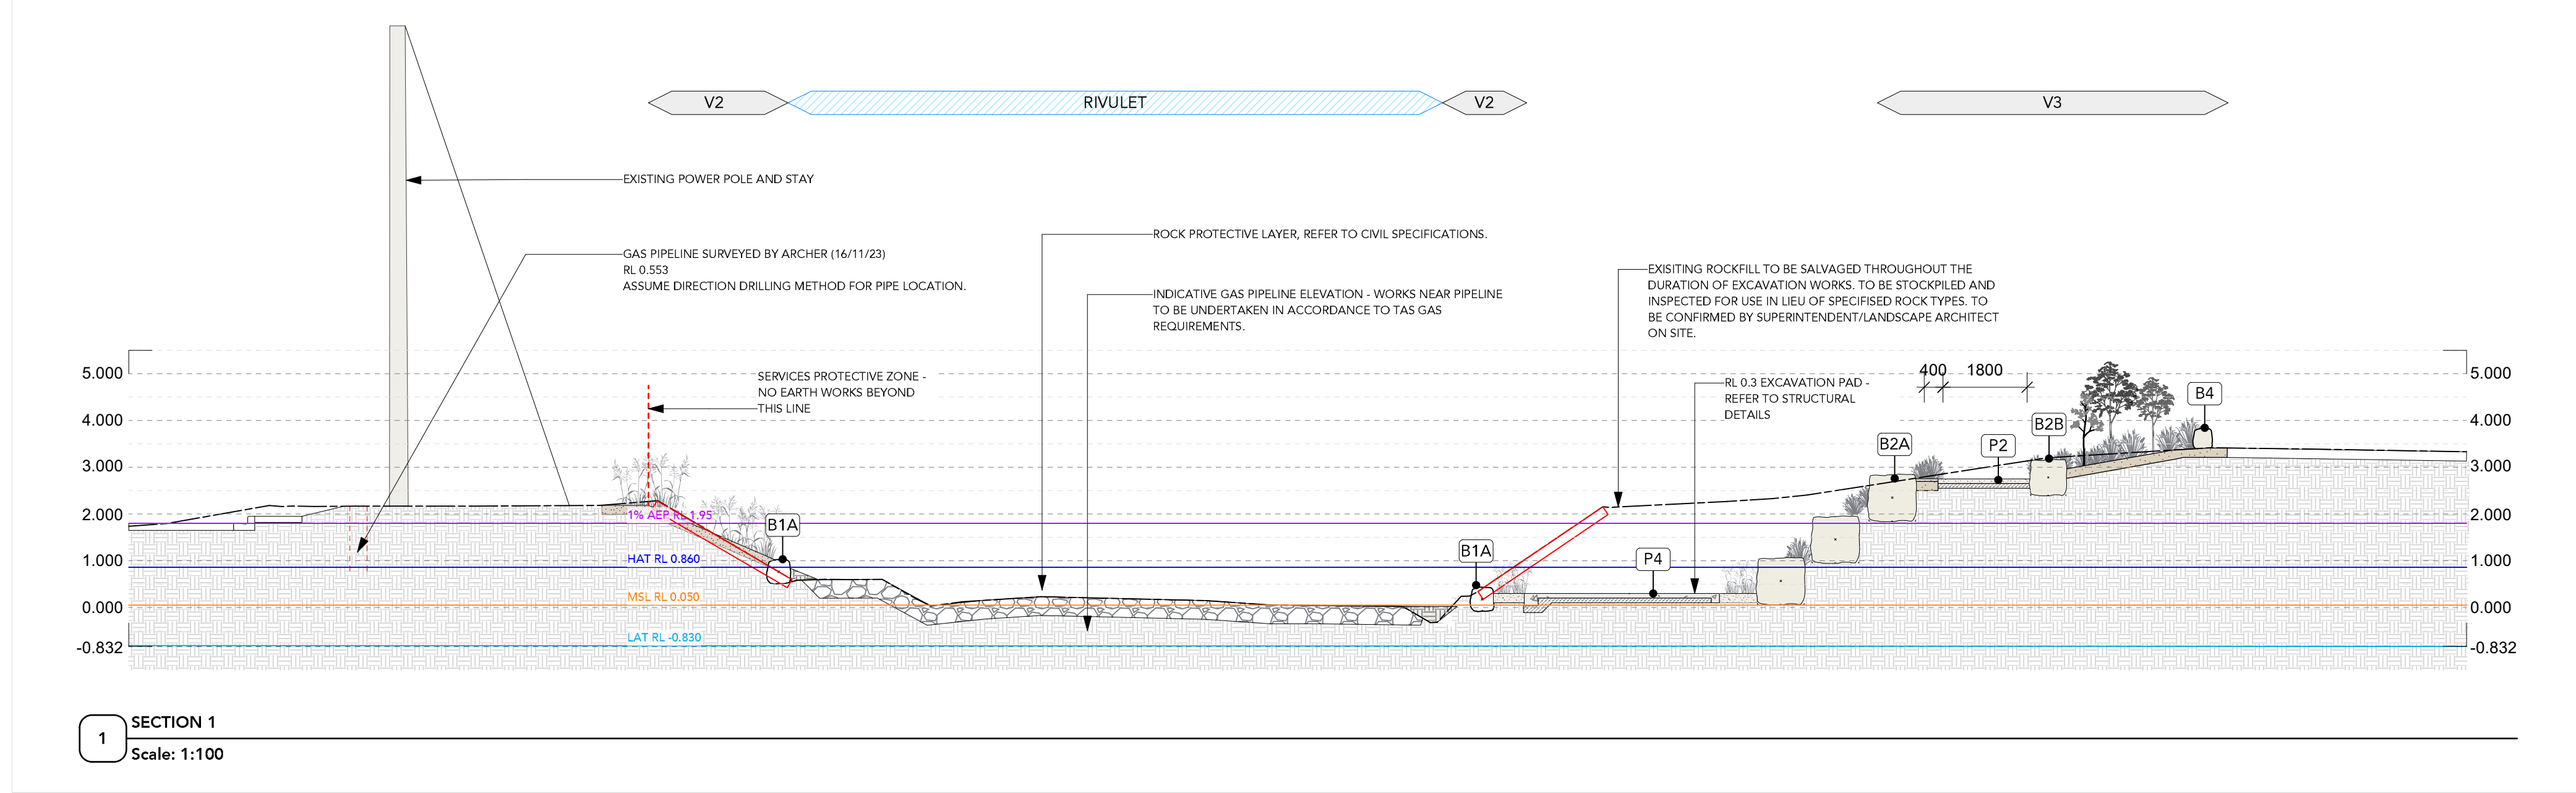 V2
RIVULET
V2
V3
EXISTING POWER POLE AND STAY
GAS PIPELINE SURVEYED BY ARCHER (16/11/23)
RL 0.553
ASSUME DIRECTION DRILLING METHOD FOR PIPE LOCATION.
ROCK PROTECTIVE LAYER, REFER TO CIVIL SPECIFICATIONS.
INDICATIVE GAS PIPELINE ELEVATION - WORKS NEAR PIPELINE
TO BE UNDERTAKEN IN ACCORDANCE TO TAS GAS
REQUIREMENTS.
EXISITING ROCKFILL TO BE SALVAGED THROUGHOUT THE
DURATION OF EXCAVATION WORKS. TO BE STOCKPILED AND
INSPECTED FOR USE IN LIEU OF SPECIFISED ROCK TYPES. TO
BE CONFIRMED BY SUPERINTENDENT/LANDSCAPE ARCHITECT
ON SITE.
SERVICES PROTECTIVE ZONE -
NO EARTH WORKS BEYOND
THIS LINE
RL 0.3 EXCAVATION PAD -
REFER TO STRUCTURAL
DETAILS
400
1800
B4
B2B
B2A
P2
B1A
B1A
P4
5.000
4.000
3.000
2.000
1.000
0.000
-0.832
1% AEP RL 1.95
HAT RL 0.860
MSL RL 0.050
LAT RL -0.830
5.000
4.000
3.000
2.000
1.000
0.000
-0.832
1
SECTION 1
Scale: 1:100